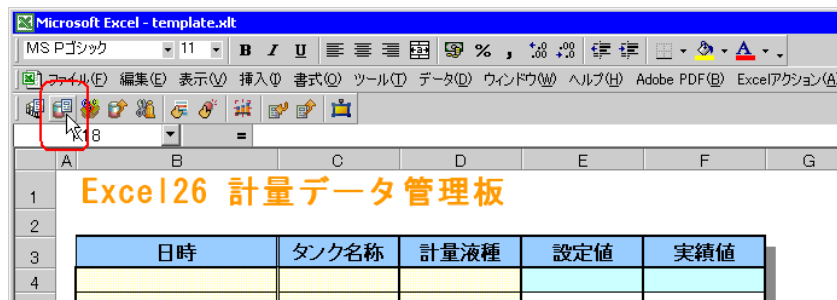 Microsoft Excel - template.xlt
MS Pゴシック 11 B I U % ,
ファイル(F) 編集(E) 表示(V) 挿入(I) 書式(O) ツール(T) データ(D) ウィンドウ(W) ヘルプ(H) Adobe PDF(B) Excelアクション(A
K18 =
A B C D E F G
1 Excel26 計量データ管理板
2
3 日時 タンク名称 計量液種 設定値 実績値
4